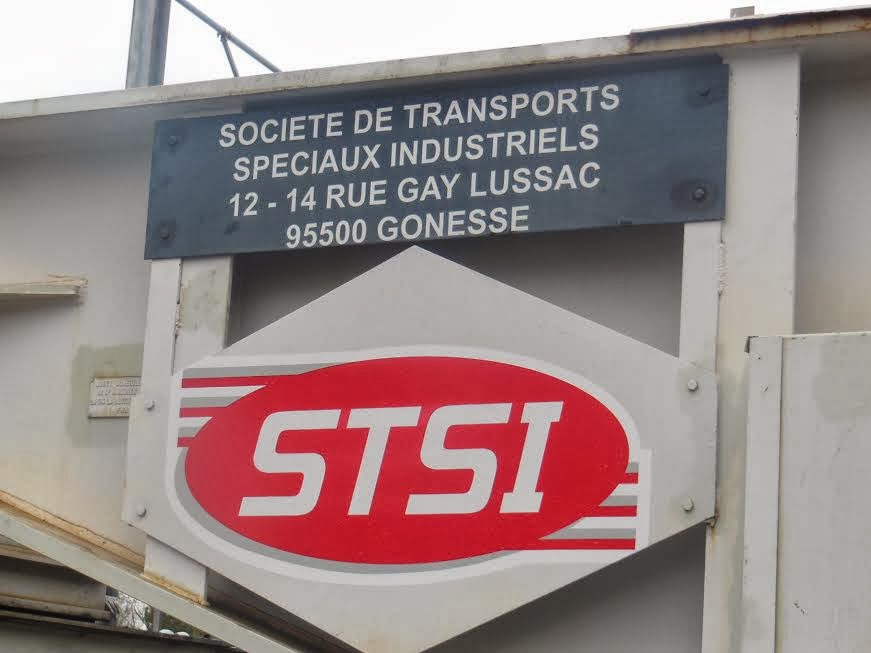 SOCIETE DE TRANSPORTS
SPECIAUX INDUSTRIELS
12 - 14 RUE GAY LUSSAC
95500 GONESSE
STSI